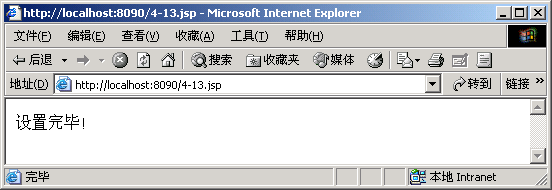 http://localhost:8090/4-13.jsp - Microsoft Internet Explorer
文件(F) 编辑(E) 查看(V) 收藏(A) 工具(T) 帮助(H)
后退 搜索 收藏夹 媒体
地址(D) http://localhost:8090/4-13.jsp 转到 链接 »
设置完毕!
完毕 本地 Intranet